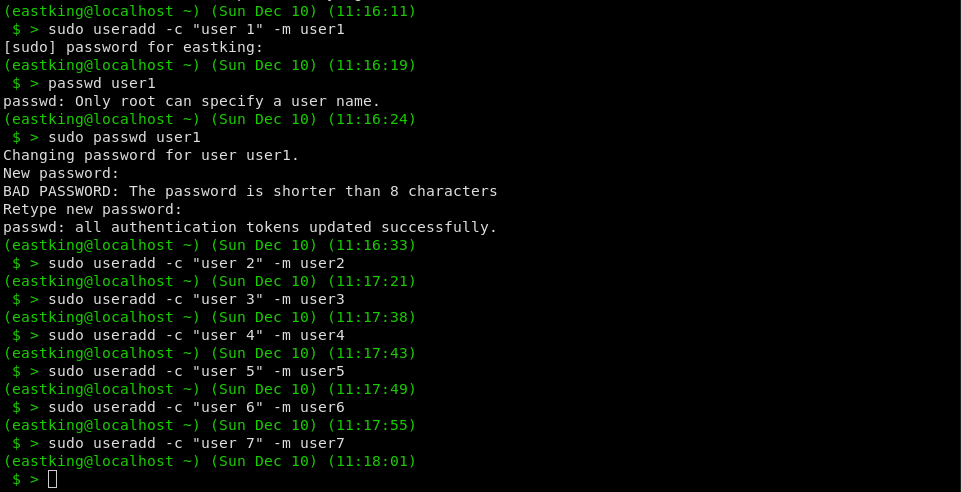 (eastking@localhost ~) (Sun Dec 10) (11:16:11)
$ > sudo useradd -c "user 1" -m user1
[sudo] password for eastking:
(eastking@localhost ~) (Sun Dec 10) (11:16:19)
$ > passwd user1
passwd: Only root can specify a user name.
(eastking@localhost ~) (Sun Dec 10) (11:16:24)
$ > sudo passwd user1
Changing password for user user1.
New password:
BAD PASSWORD: The password is shorter than 8 characters
Retype new password:
passwd: all authentication tokens updated successfully.
(eastking@localhost ~) (Sun Dec 10) (11:16:33)
$ > sudo useradd -c "user 2" -m user2
(eastking@localhost ~) (Sun Dec 10) (11:17:21)
$ > sudo useradd -c "user 3" -m user3
(eastking@localhost ~) (Sun Dec 10) (11:17:38)
$ > sudo useradd -c "user 4" -m user4
(eastking@localhost ~) (Sun Dec 10) (11:17:43)
$ > sudo useradd -c "user 5" -m user5
(eastking@localhost ~) (Sun Dec 10) (11:17:49)
$ > sudo useradd -c "user 6" -m user6
(eastking@localhost ~) (Sun Dec 10) (11:17:55)
$ > sudo useradd -c "user 7" -m user7
(eastking@localhost ~) (Sun Dec 10) (11:18:01)
$ >